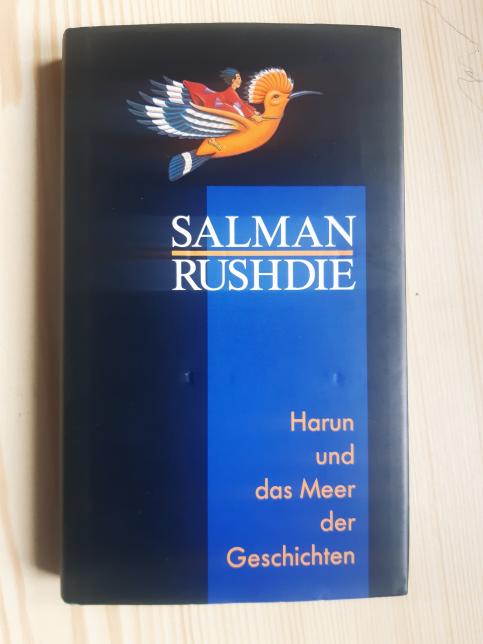 SALMAN
RUSHDIE
Harun
und
das Meer
der
Geschichten